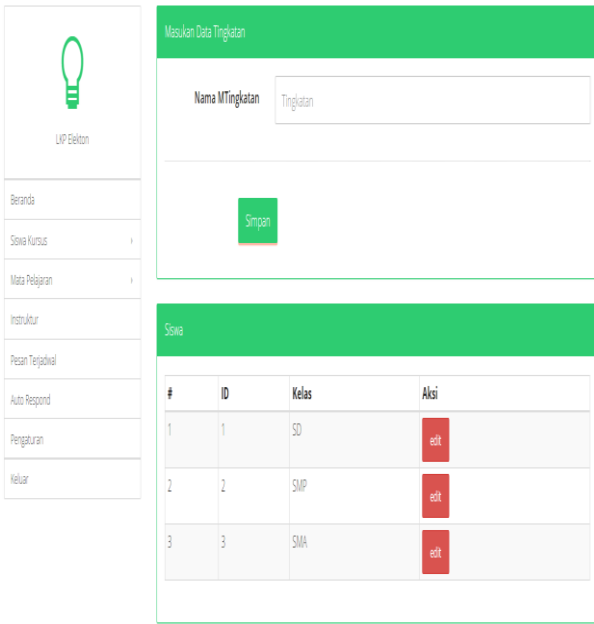 LKP Elekton
Beranda
Siswa Kursus
Mata Pelajaran
Instruktur
Pesan Terjadwal
Auto Respond
Pengaturan
Keluar
Masukan Data Tingkatan
Nama MTingkatan
Tingkatan
Simpan
Siswa
# ID Kelas Aksi
1 1 SD edit
2 2 SMP edit
3 3 SMA edit